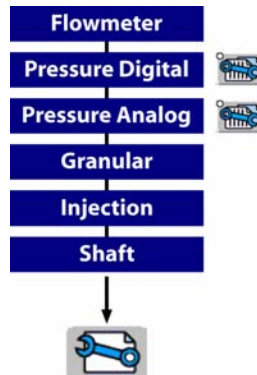 Flowmeter
Pressure Digital
Pressure Analog
Granular
Injection
Shaft